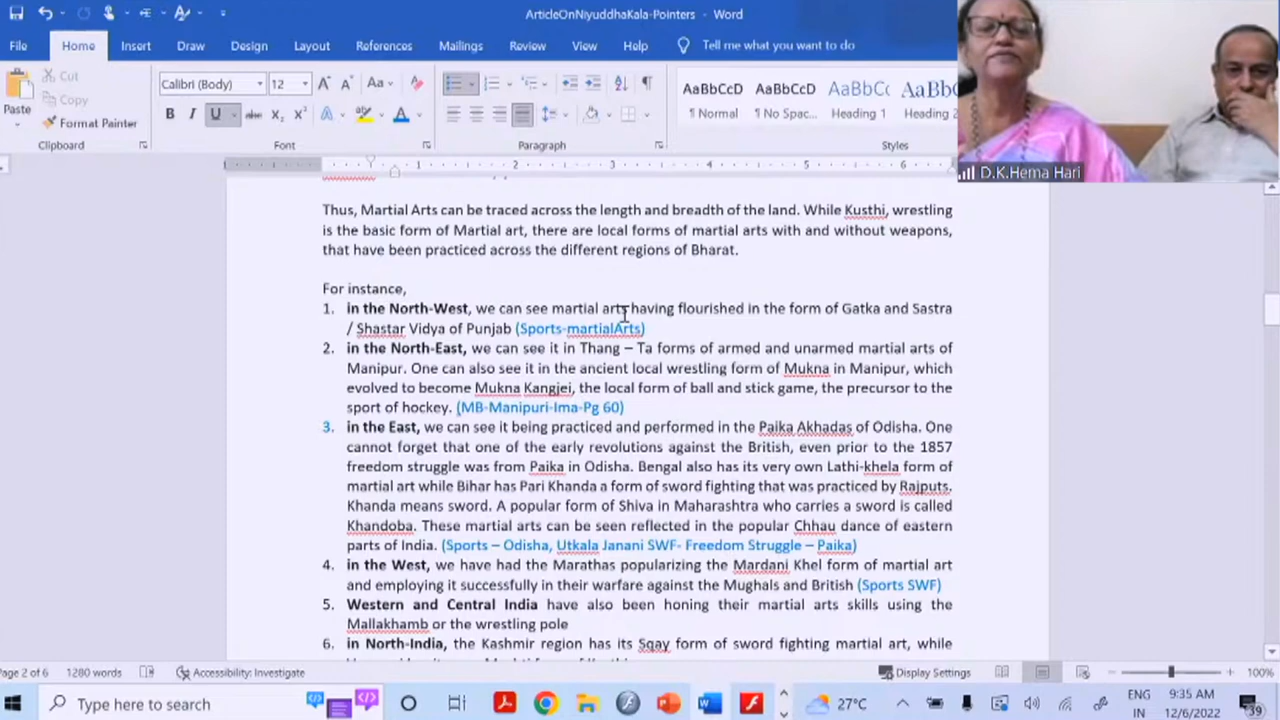 ArticleOnNiyuddhaKala-Pointers - Word
File Home Insert Draw Design Layout References Mailings Review View Help Tell me what you want to do
Cut
Copy
Paste
Format Painter
Calibri (Body) 12
AaBbCcD AaBbCcD AaBbCc AaBbC
¶ Normal ¶ No Spac... Heading 1 Heading 2
Clipboard Font Paragraph Styles
D.K.Hema Hari
Thus, Martial Arts can be traced across the length and breadth of the land. While Kusthi, wrestling
is the basic form of Martial art, there are local forms of martial arts with and without weapons,
that have been practiced across the different regions of Bharat.
For instance,
1. in the North-West, we can see martial arts having flourished in the form of Gatka and Sastra
/ Shastar Vidya of Punjab (Sports-martialArts)
2. in the North-East, we can see it in Thang – Ta forms of armed and unarmed martial arts of
Manipur. One can also see it in the ancient local wrestling form of Mukna in Manipur, which
evolved to become Mukna Kangjei, the local form of ball and stick game, the precursor to the
sport of hockey. (MB-Manipuri-Ima-Pg 60)
3. in the East, we can see it being practiced and performed in the Paika Akhadas of Odisha. One
cannot forget that one of the early revolutions against the British, even prior to the 1857
freedom struggle was from Paika in Odisha. Bengal also has its very own Lathi-khela form of
martial art while Bihar has Pari Khanda a form of sword fighting that was practiced by Rajputs.
Khanda means sword. A popular form of Shiva in Maharashtra who carries a sword is called
Khandoba. These martial arts can be seen reflected in the popular Chhau dance of eastern
parts of India. (Sports – Odisha, Utkala Janani SWF- Freedom Struggle – Paika)
4. in the West, we have had the Marathas popularizing the Mardani Khel form of martial art
and employing it successfully in their warfare against the Mughals and British (Sports SWF)
5. Western and Central India have also been honing their martial arts skills using the
Mallakhamb or the wrestling pole
6. in North-India, the Kashmir region has its Sqay form of sword fighting martial art, while
Page 2 of 6 1280 words Accessibility: Investigate Display Settings 100%
Type here to search 27°C ENG 9:35 AM
IN 12/6/2022 39